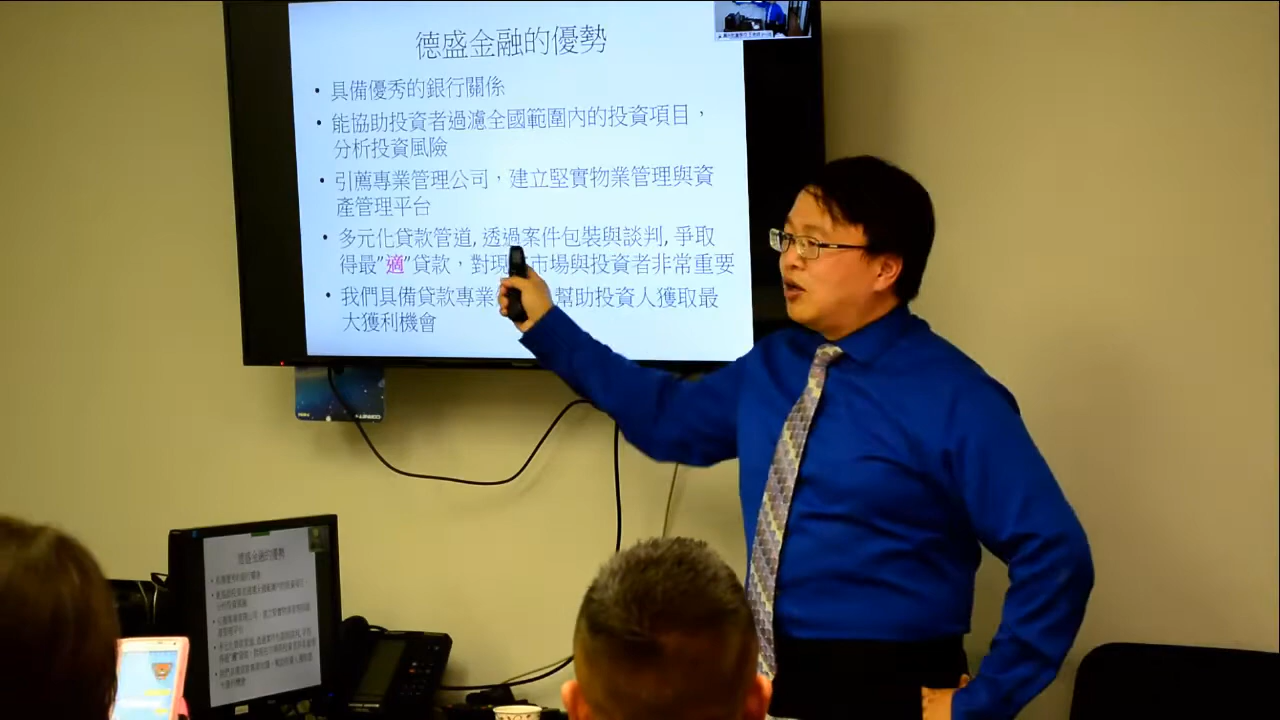 德盛金融的優勢
• 具備優秀的銀行關係
• 能協助投資者過濾全國範圍內的投資項目，
分析投資風險
• 引薦專業管理公司，建立堅實物業管理與資
產管理平台
• 多元化貸款管道, 透過案件包裝與談判, 爭取
得最"適"貸款，對現 市場與投資者非常重要
• 我們具備貸款專業 幫助投資人獲取最
大獲利機會
德盛金融的優勢